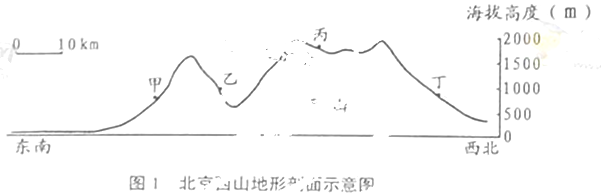 海拔高度（m）
0 10km
丙
2000
甲 乙 1500
丁 1000
山 500
0
东南 西北
图1 北京西山地形剖面示意图